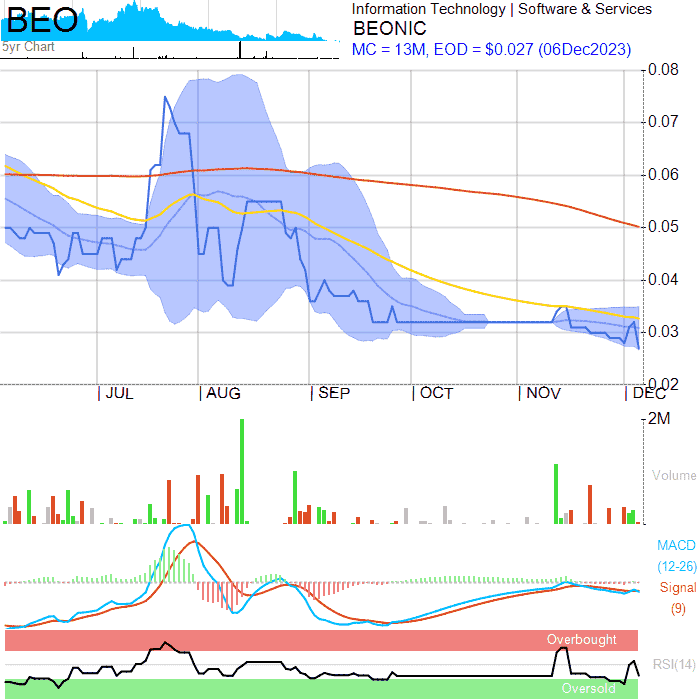 BEO
5yr Chart
Information Technology | Software & Services
BEONIC
MC = 13M, EOD = $0.027 (06Dec2023)
0.08
0.07
0.06
0.05
0.04
0.03
0.02
JUL AUG SEP OCT NOV DEC
2M
Volume
MACD
(12-26)
Signal
(9)
Overbought
RSI(14)
Oversold